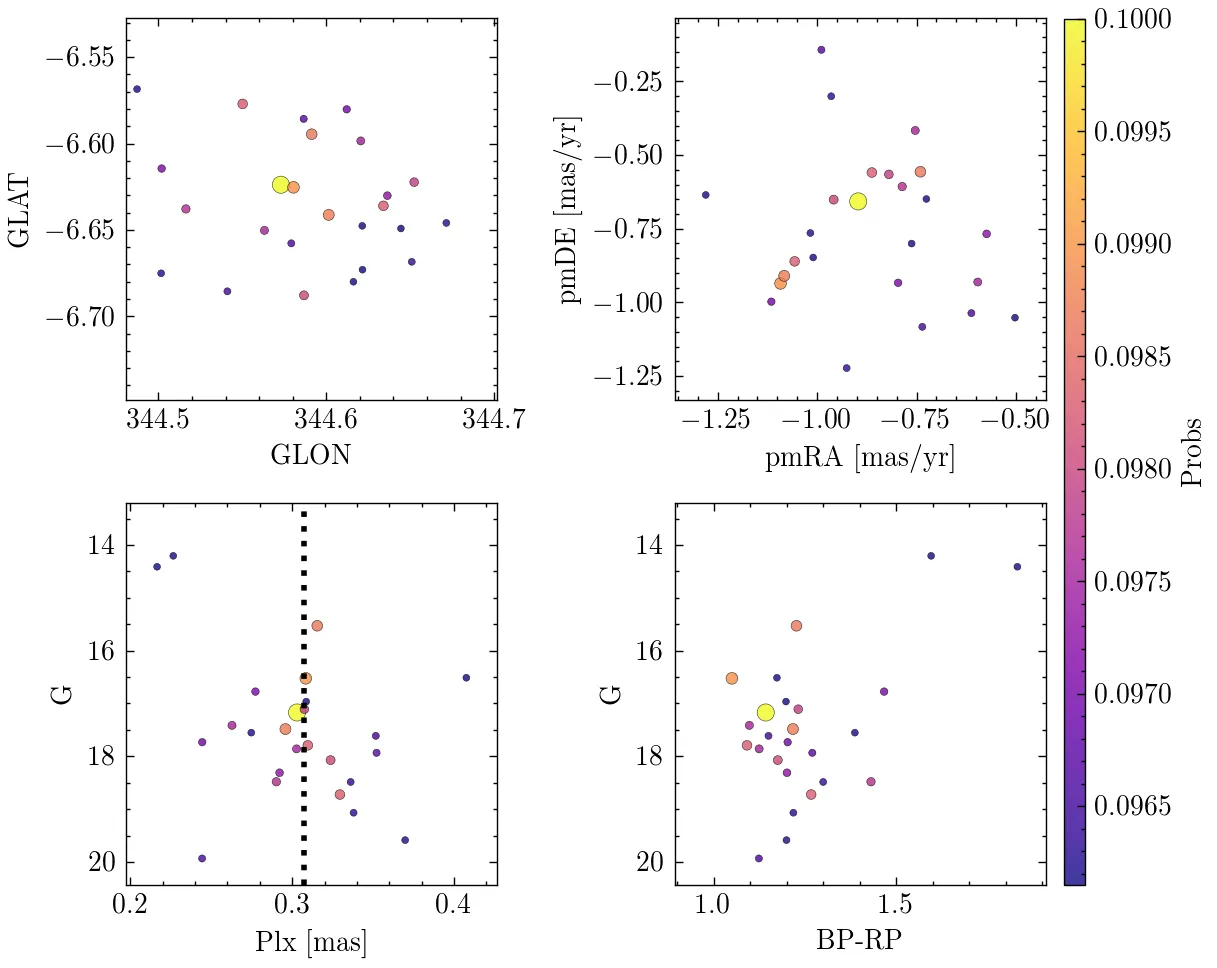 −6.55
−6.60
−6.65
−6.70
GLAT
344.5 344.6 344.7
GLON
−0.25
−0.50
−0.75
−1.00
−1.25
pmDE [mas/yr]
−1.25 −1.00 −0.75 −0.50
pmRA [mas/yr]
14
16
18
20
G
0.2 0.3 0.4
Plx [mas]
14
16
18
20
G
1.0 1.5
BP-RP
0.1000
0.0995
0.0990
0.0985
0.0980
0.0975
0.0970
0.0965
Probs